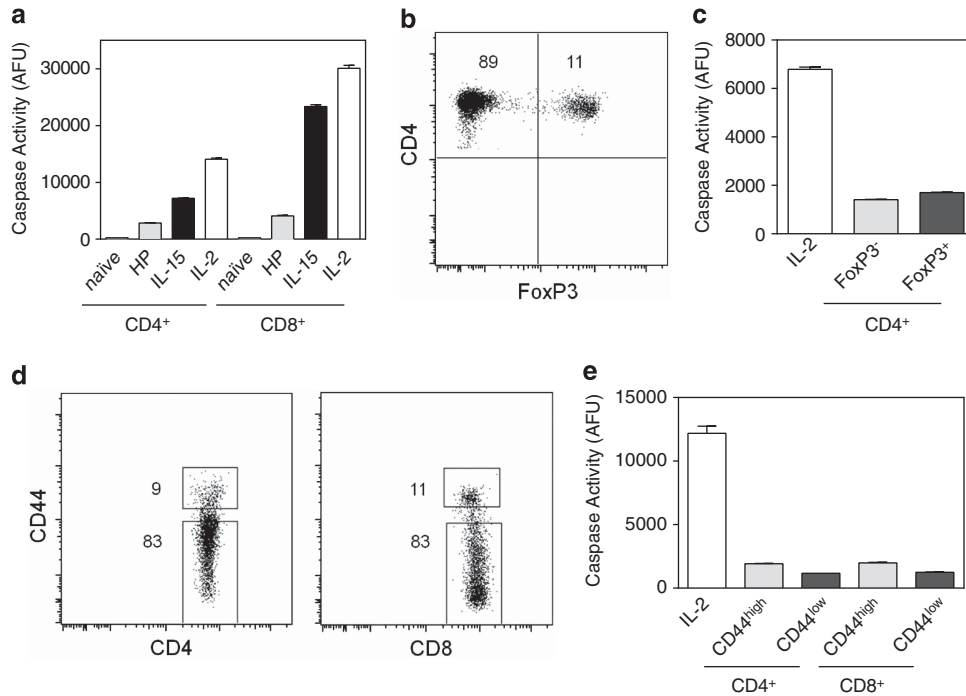 a
Caspase Activity (AFU)
30000
20000
10000
0
naïve
HP
IL-15
IL-2
naïve
HP
IL-15
IL-2
CD4+
CD8+
b
CD4
89
11
FoxP3
c
Caspase Activity (AFU)
8000
6000
4000
2000
0
IL-2
FoxP3-
FoxP3+
CD4+
d
CD44
9
83
CD4
11
83
CD8
e
Caspase Activity (AFU)
15000
10000
5000
0
IL-2
CD44high
CD44low
CD44high
CD44low
CD4+
CD8+